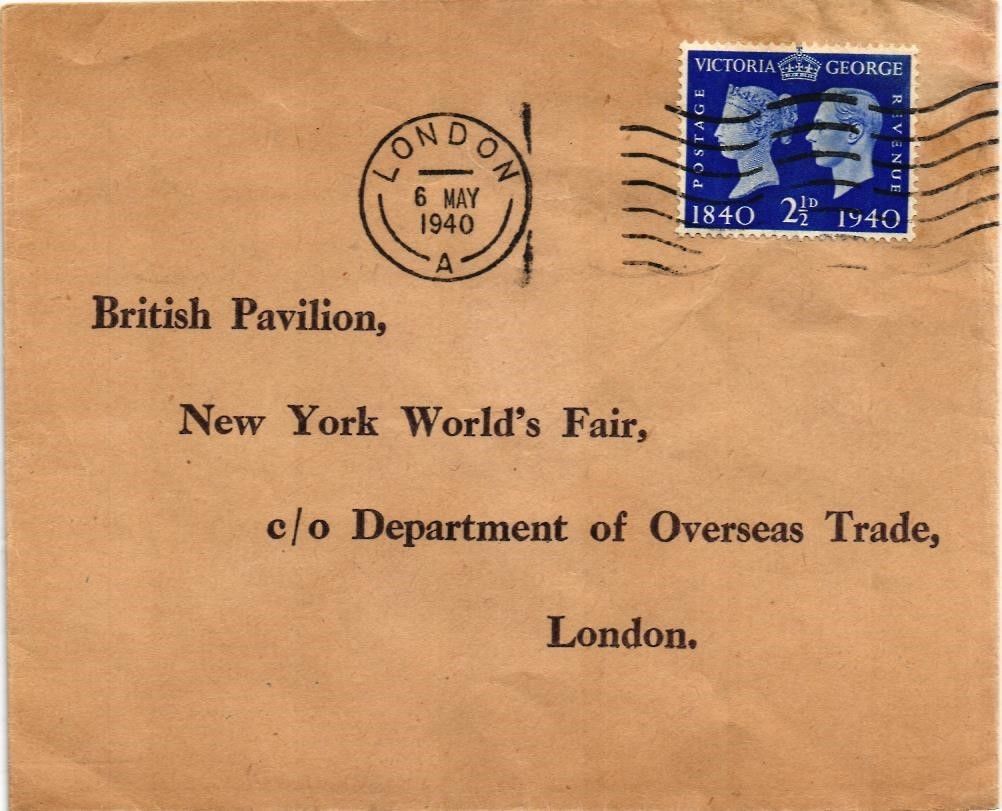 VICTORIA GEORGE
POSTAGE
REVENUE
1840 2½D 1940
LONDON
6 MAY
1940
A
British Pavilion,
New York World's Fair,
c/o Department of Overseas Trade,
London.